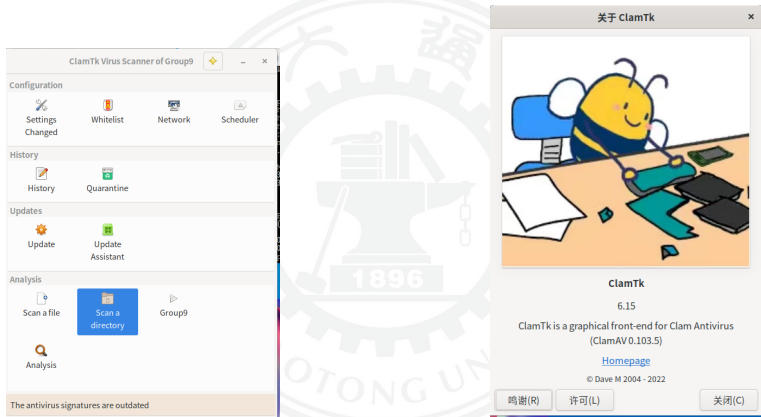 ClamTk Virus Scanner of Group9
Configuration
Settings
Changed
Whitelist
Network
Scheduler
History
History
Quarantine
Updates
Update
Update
Assistant
Analysis
Scan a file
Scan a
directory
Group9
Analysis
The antivirus signatures are outdated
关于 ClamTk
ClamTk
6.15
ClamTk is a graphical front-end for Clam Antivirus
(ClamAV 0.103.5)
Homepage
© Dave M 2004 - 2022
鸣谢(R)
许可(L)
关闭(C)
1896
OTONG UN